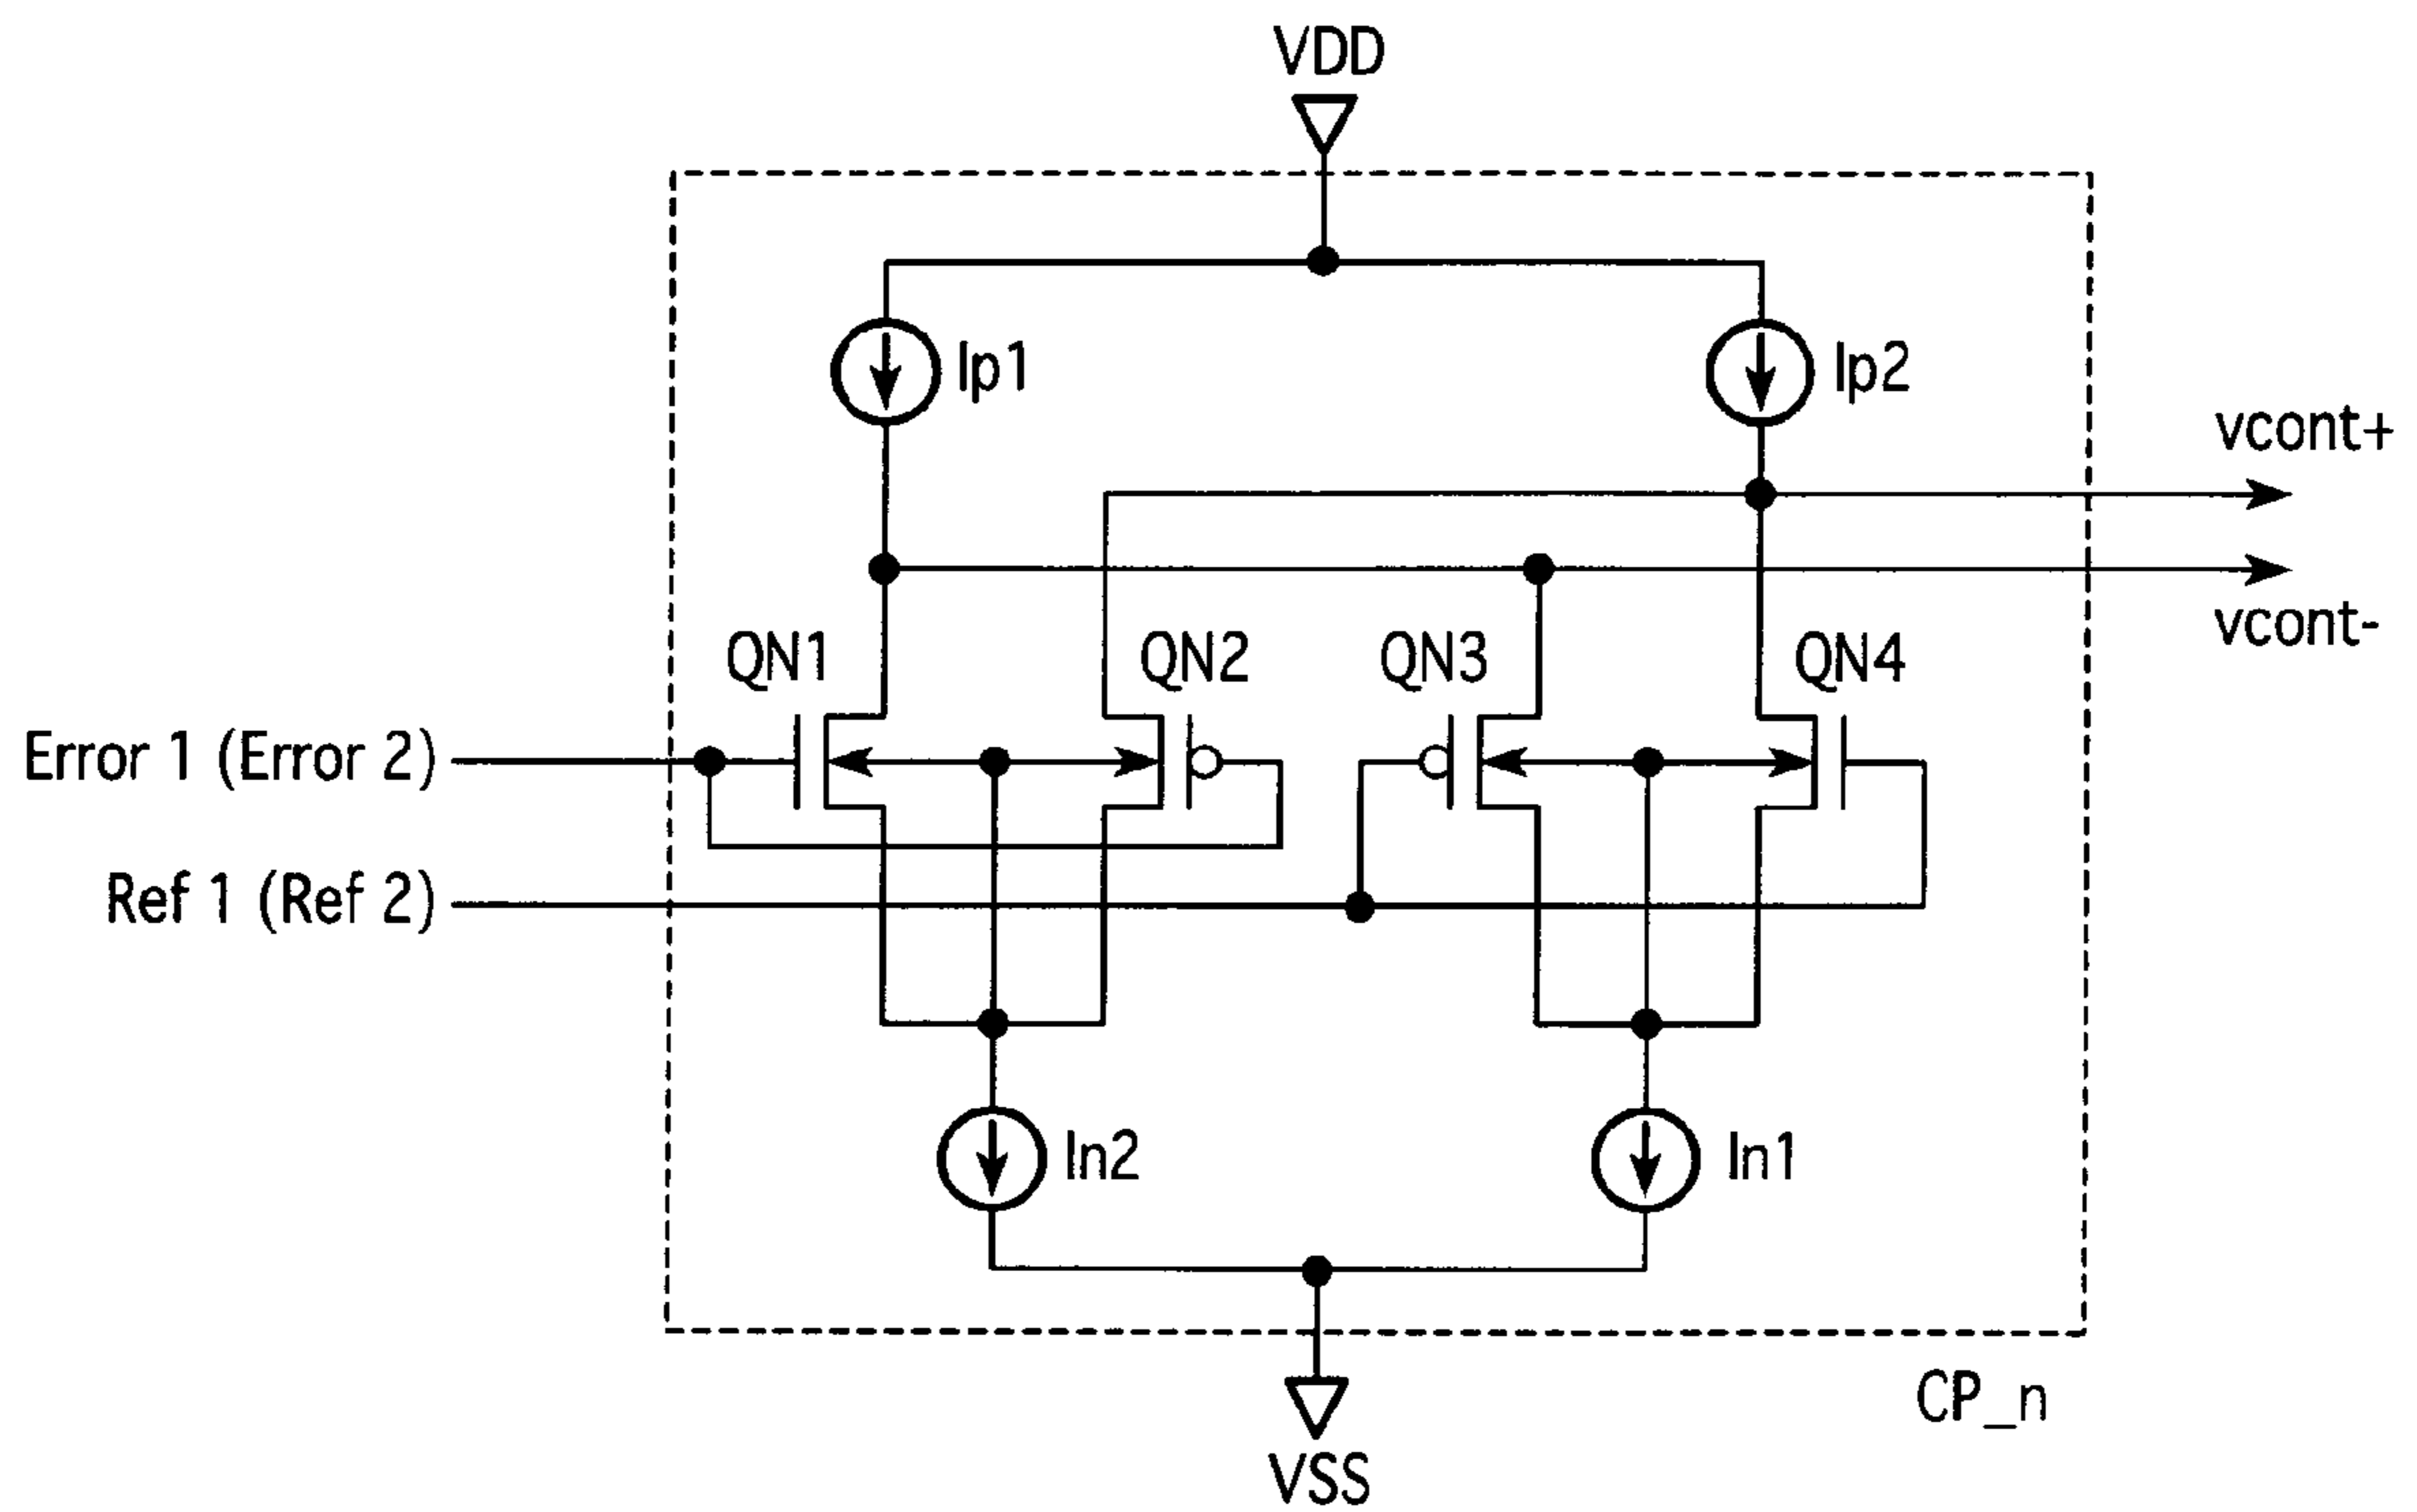 VDD
Ip1
Ip2
vcont+
vcont-
QN1
QN2
QN3
QN4
Error 1 (Error 2)
Ref 1 (Ref 2)
In2
In1
CP_n
VSS